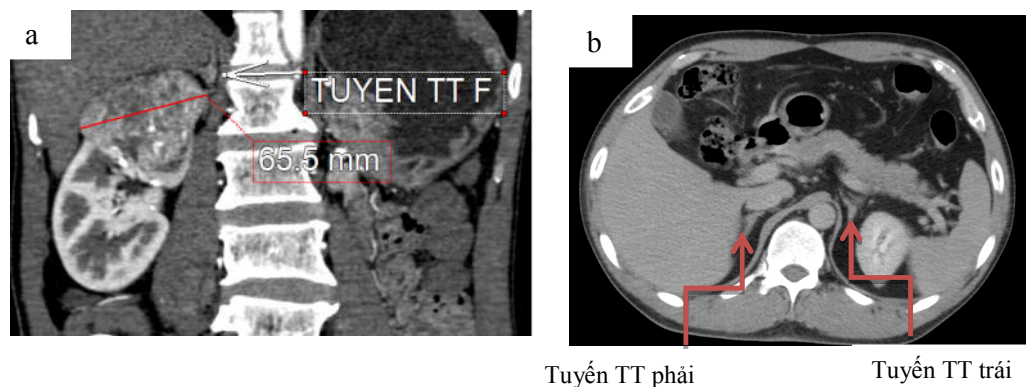 a
TUYEN TT F
65.5 mm
b
Tuyến TT phải
Tuyến TT trái